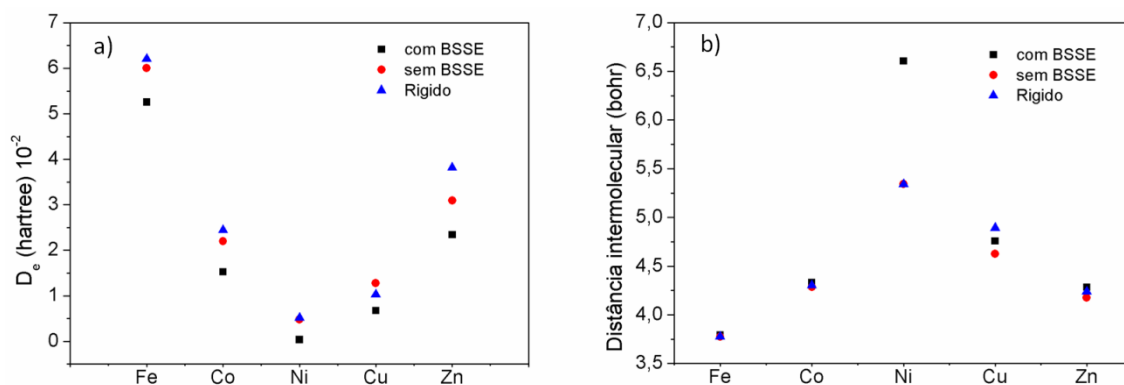 a)
com BSSE
sem BSSE
Rigido
7
6
5
4
3
2
1
0
D_e (hartree) 10^-2
Fe Co Ni Cu Zn
b)
com BSSE
sem BSSE
Rigido
7,0
6,5
6,0
5,5
5,0
4,5
4,0
3,5
Distância intermolecular (bohr)
Fe Co Ni Cu Zn